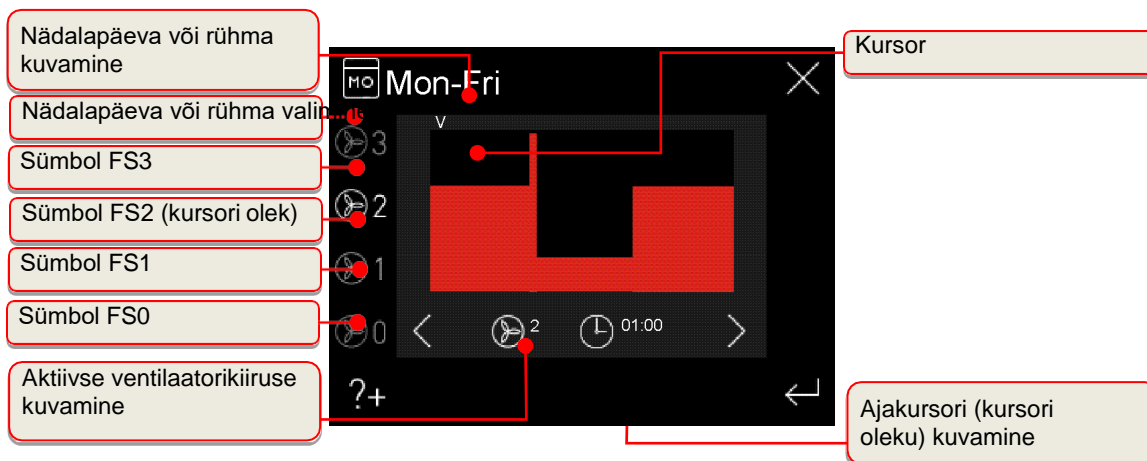 Nädalapäeva või rühma
kuvamine
Kursor
MO Mon-Fri
Nädalapäeva või rühma valimine
V
3
Sümbol FS3
2
Sümbol FS2 (kursori olek)
1
Sümbol FS1
0
Sümbol FS0
2 01:00
Aktiivse ventilaatorikiiruse
kuvamine
?+
Ajakursori (kursori
oleku) kuvamine